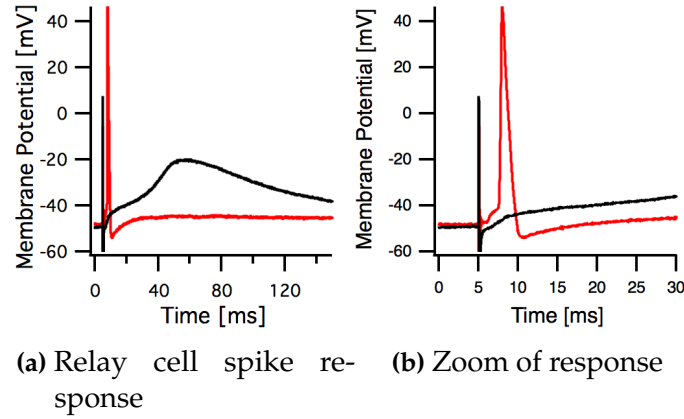 Membrane Potential [mV]
40
20
0
-20
-40
-60
0 40 80 120
Time [ms]
Membrane Potential [mV]
40
20
0
-20
-40
-60
0 5 10 15 20 25 30
Time [ms]
(a) Relay cell spike re-
sponse
(b) Zoom of response